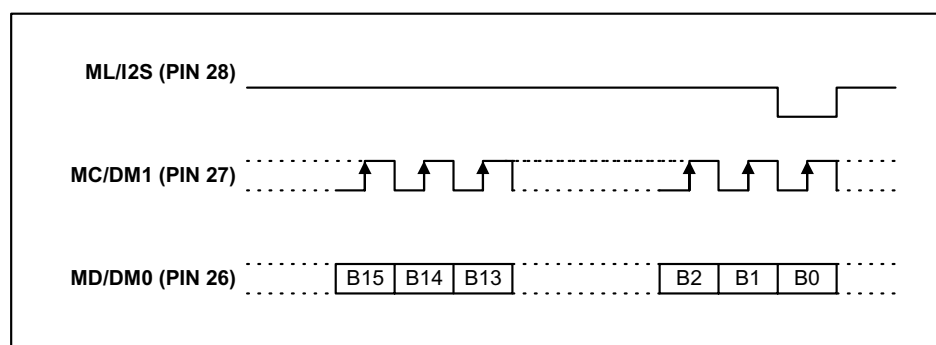 ML/I2S (PIN 28)
MC/DM1 (PIN 27)
MD/DM0 (PIN 26) B15 B14 B13 B2 B1 B0